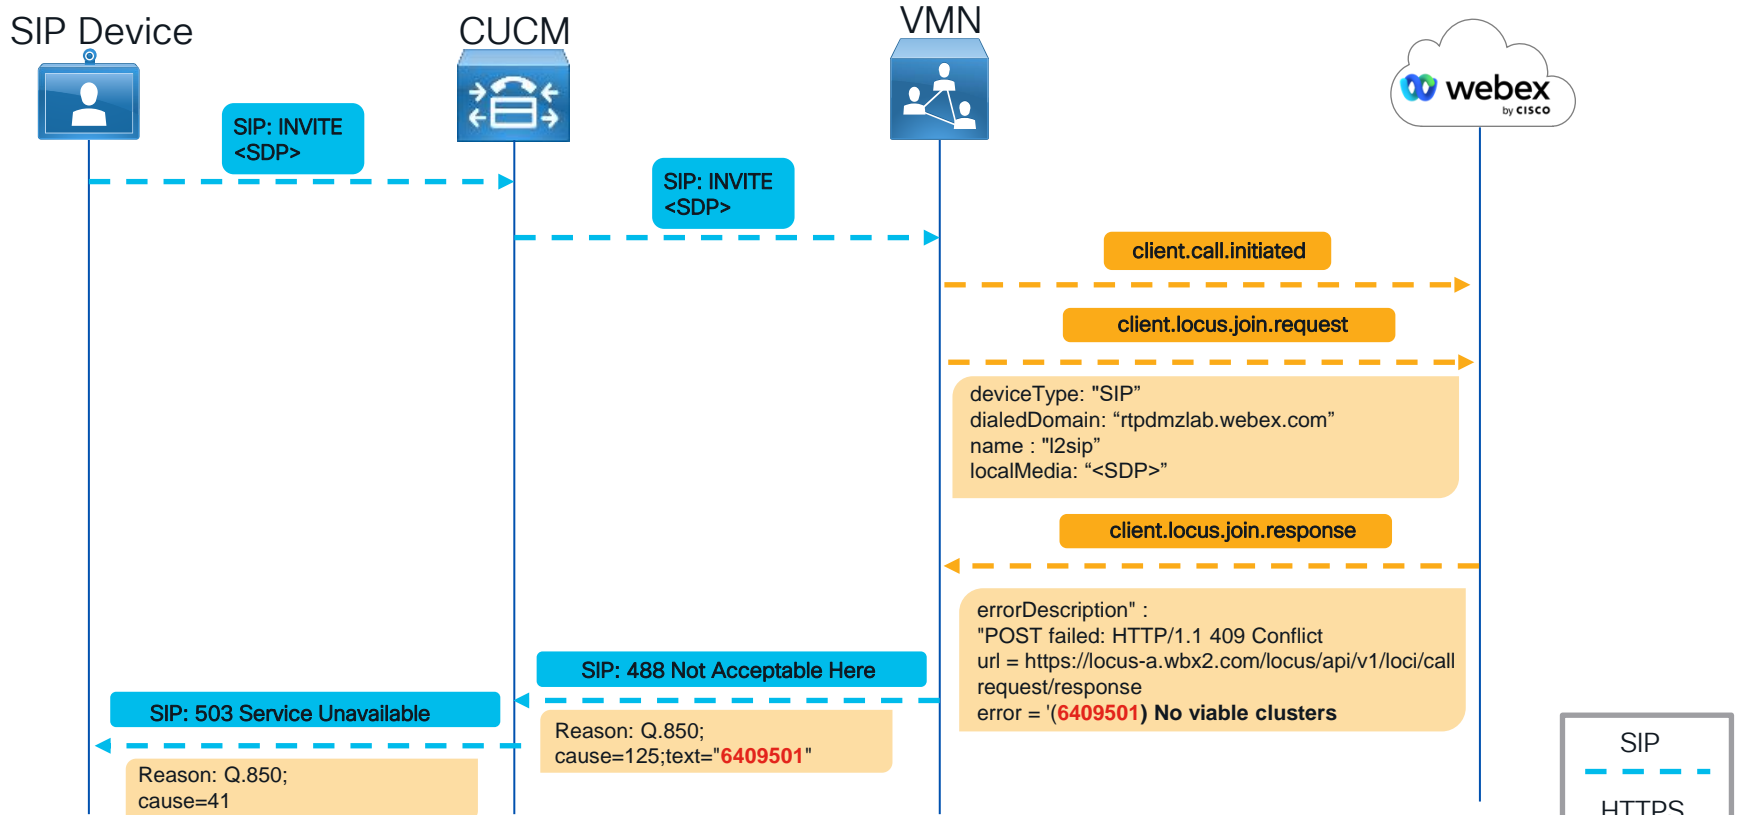 SIP Device
CUCM
VMN
webex
by CISCO
SIP: INVITE
<SDP>
SIP: INVITE
<SDP>
client.call.initiated
client.locus.join.request
deviceType: "SIP”
dialedDomain: “rtpdmzlab.webex.com”
name : "l2sip”
localMedia: “<SDP>”
client.locus.join.response
errorDescription" :
"POST failed: HTTP/1.1 409 Conflict
url = https://locus-a.wbx2.com/locus/api/v1/loci/call
request/response
error = '(6409501) No viable clusters
SIP: 488 Not Acceptable Here
Reason: Q.850;
cause=125;text="6409501"
SIP: 503 Service Unavailable
Reason: Q.850;
cause=41
SIP
HTTPS